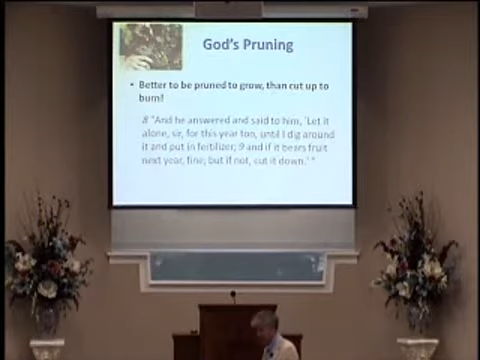 God's Pruning
• Better to be pruned to grow, than cut up to
burn!
8 "And he answered and said to him, 'Let it
alone, sir, for this year too, until I dig around
it and put in fertilizer; 9 and if it bears fruit
next year, fine; but if not, cut it down.'"